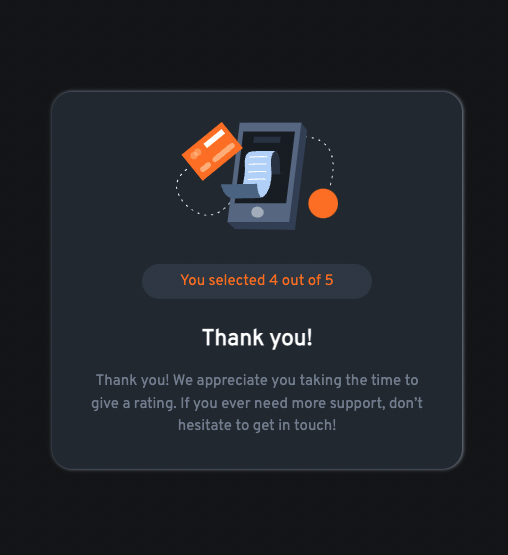 You selected 4 out of 5
Thank you!
Thank you! We appreciate you taking the time to
give a rating. If you ever need more support, don’t
hesitate to get in touch!